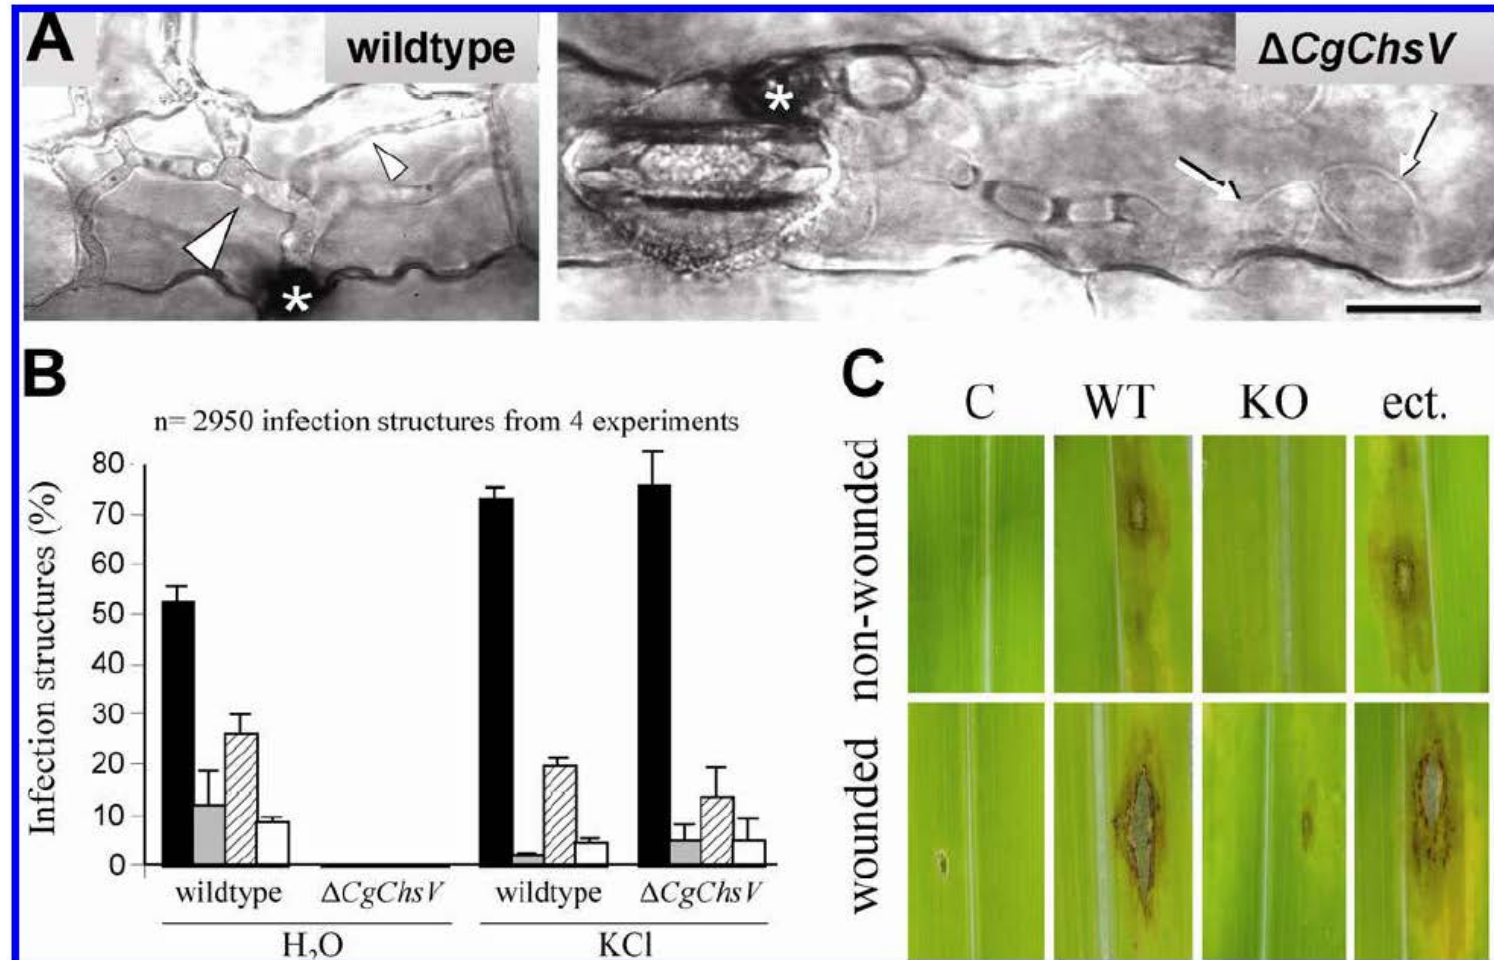 A
wildtype
ΔCgChsV
*
*
B
n= 2950 infection structures from 4 experiments
Infection structures (%)
80
70
60
50
40
30
20
10
0
wildtype
ΔCgChsV
wildtype
ΔCgChsV
H₂O
KCl
C
C WT KO ect.
non-wounded
wounded